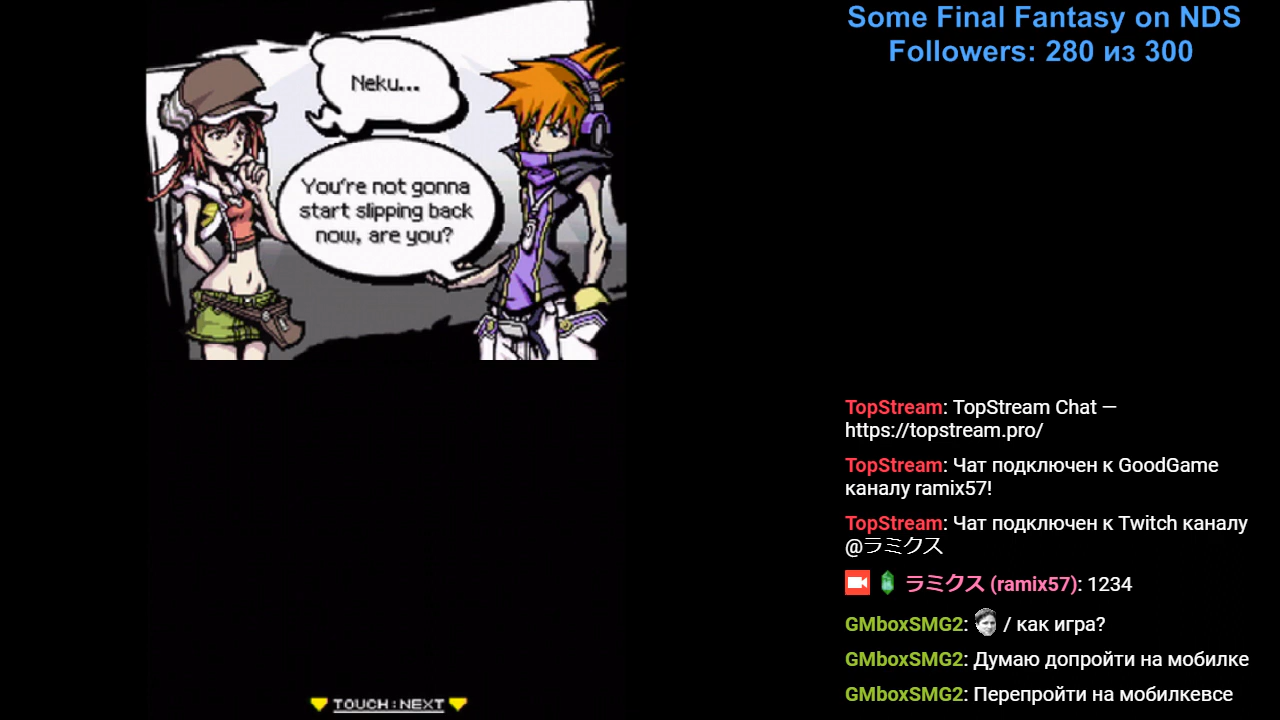 Neku...
You're not gonna
start slipping back
now, are you?
TOUCH:NEXT
Some Final Fantasy on NDS
Followers: 280 из 300
TopStream: TopStream Chat —
https://topstream.pro/
TopStream: Чат подключен к GoodGame
каналу ramix57!
TopStream: Чат подключен к Twitch каналу
@ラミクス
ラミクス (ramix57): 1234
GMboxSMG2: / как игра?
GMboxSMG2: Думаю допройти на мобилке
GMboxSMG2: Перепройти на мобилкевсе